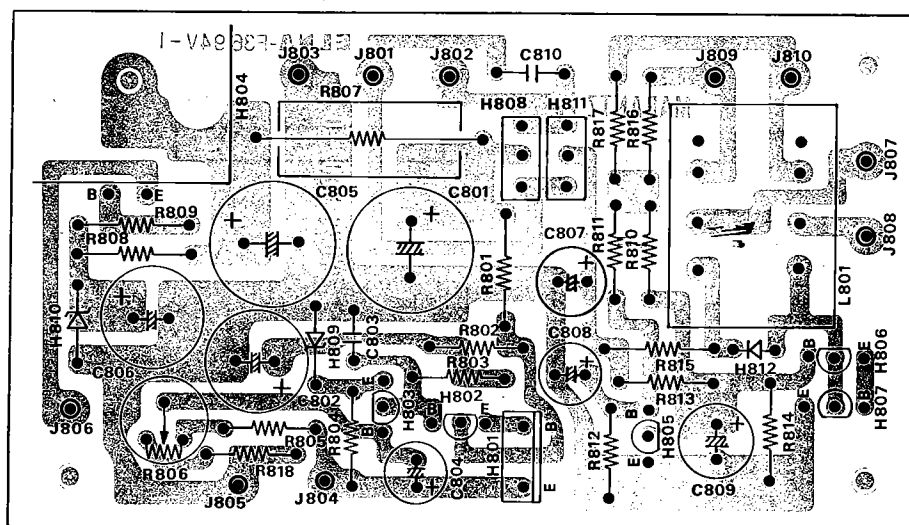 J803
J801
J802
C810
J809
J810
H804
R807
H808
H811
R817
R816
J807
B
E
C805
C801
R809
R808
C807
R811
R810
J808
R801
L801
H810
C806
H809
C803
R802
C808
R803
R815
H812
B
E
H806
C802
E
H803
H802
R813
J806
B
E
B
B
E
B
H807
R805
R804
B
H801
R812
H805
R814
R806
R818
C804
E
E
C809
J805
J804